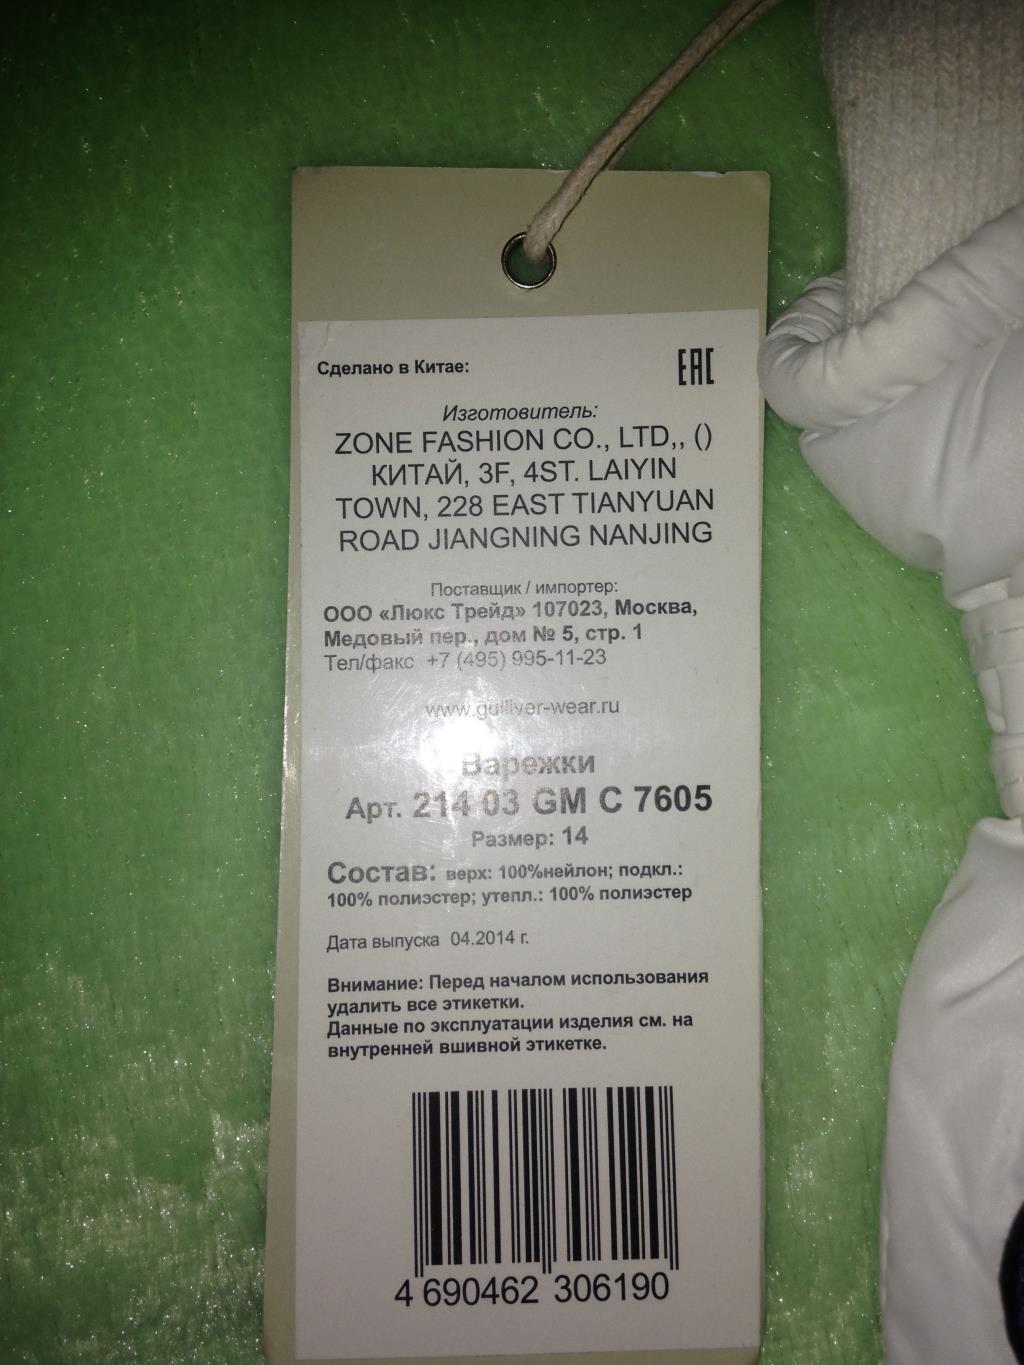 Сделано в Китае:
EAC
Изготовитель:
ZONE FASHION CO., LTD,, ()
КИТАЙ, 3F, 4ST. LAIYIN
TOWN, 228 EAST TIANYUAN
ROAD JIANGNING NANJING
Поставщик / импортер:
ООО «Люкс Трейд» 107023, Москва,
Медовый пер., дом № 5, стр. 1
Тел/факс +7 (495) 995-11-23
www.gulliver-wear.ru
Варежки
Арт. 214 03 GM C 7605
Размер: 14
Состав: верх: 100%нейлон; подкл.:
100% полиэстер; утепл.: 100% полиэстер
Дата выпуска 04.2014 г.
Внимание: Перед началом использования
удалить все этикетки.
Данные по эксплуатации изделия см. на
внутренней вшивной этикетке.
4 690462 306190